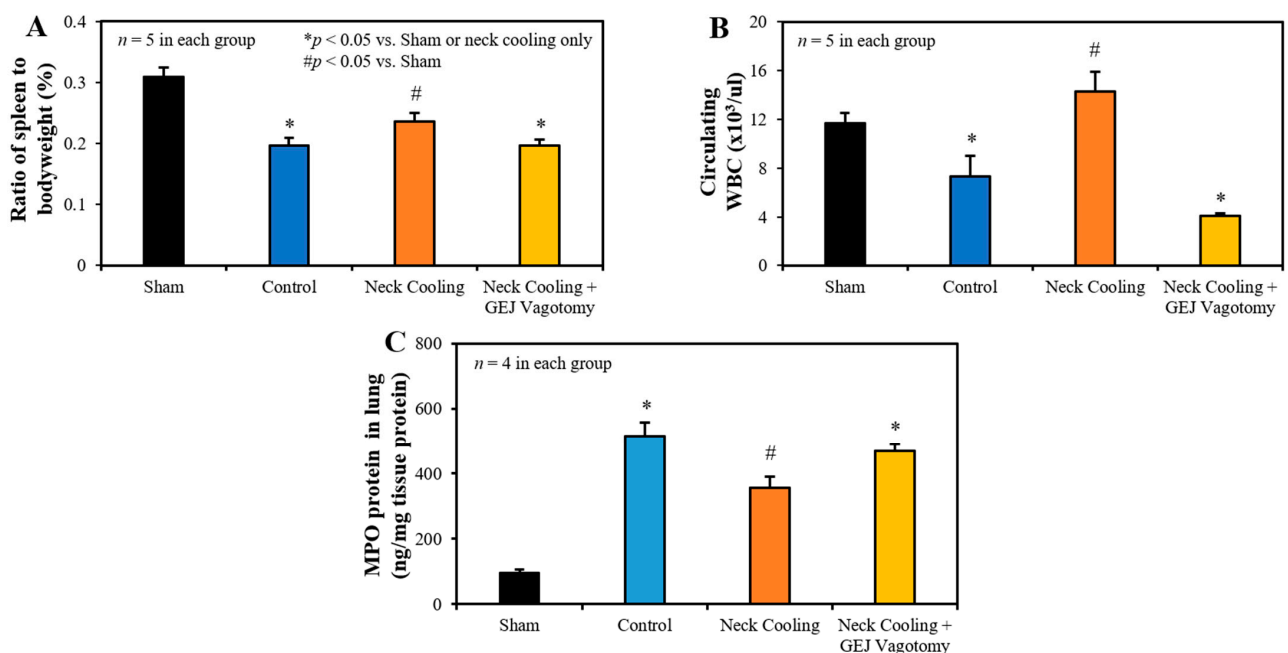 A
Ratio of spleen to
bodyweight (%)
0.4
0.3
0.2
0.1
0
n = 5 in each group
*p < 0.05 vs. Sham or neck cooling only
#p < 0.05 vs. Sham
*
#
*
Sham
Control
Neck Cooling
Neck Cooling +
GEJ Vagotomy
B
Circulating
WBC (x10³/ul)
20
16
12
8
4
0
n = 5 in each group
*
#
*
Sham
Control
Neck Cooling
Neck Cooling +
GEJ Vagotomy
C
MPO protein in lung
(ng/mg tissue protein)
800
600
400
200
0
n = 4 in each group
*
#
*
Sham
Control
Neck Cooling
Neck Cooling +
GEJ Vagotomy